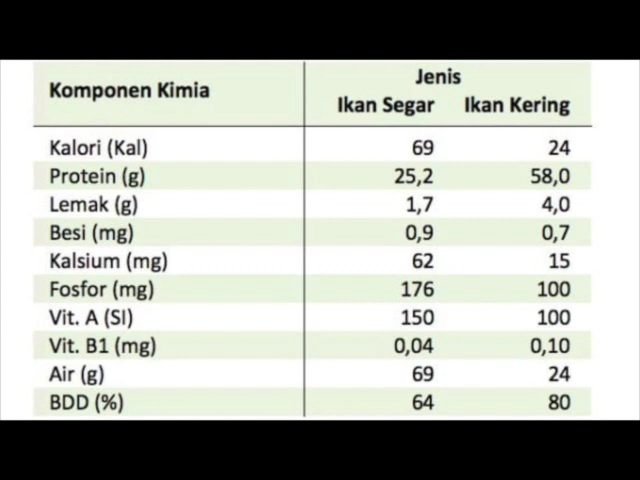 Komponen Kimia Jenis
Ikan Segar Ikan Kering
Kalori (Kal) 69 24
Protein (g) 25,2 58,0
Lemak (g) 1,7 4,0
Besi (mg) 0,9 0,7
Kalsium (mg) 62 15
Fosfor (mg) 176 100
Vit. A (SI) 150 100
Vit. B1 (mg) 0,04 0,10
Air (g) 69 24
BDD (%) 64 80